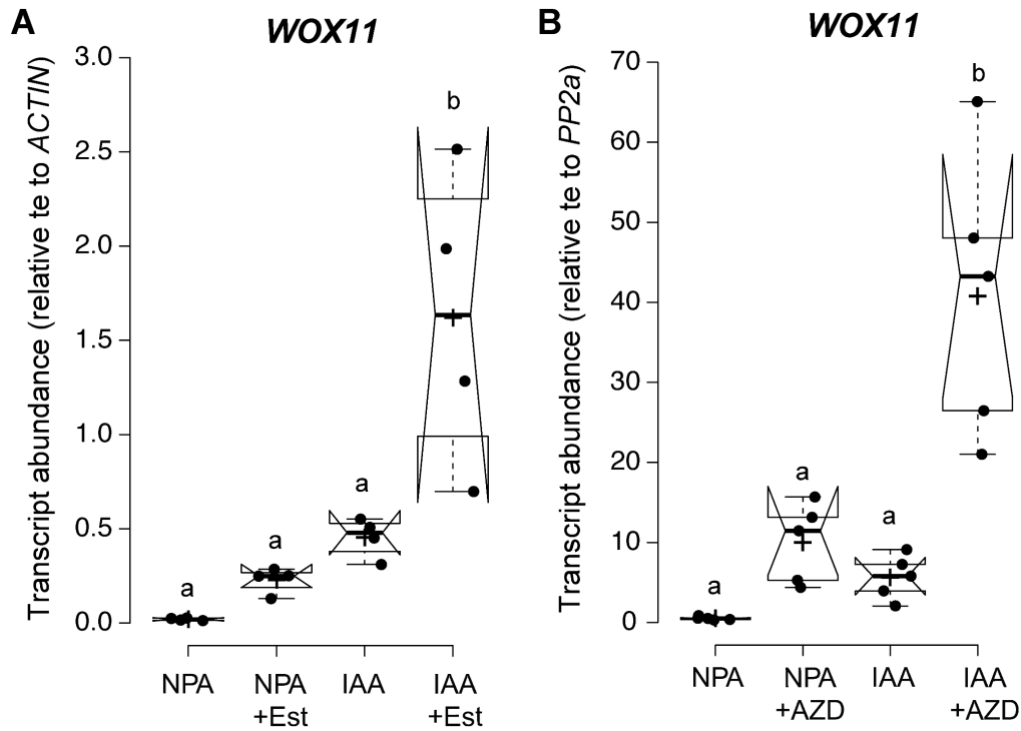 A
WOX11
Transcript abundance (relative te to ACTIN)
3.0
2.5
2.0
1.5
1.0
0.5
0.0
a
a
a
b
NPA
NPA
+Est
IAA
IAA
+Est
B
WOX11
Transcript abundance (relative te to PP2a)
70
60
50
40
30
20
10
0
a
a
a
b
NPA
NPA
+AZD
IAA
IAA
+AZD